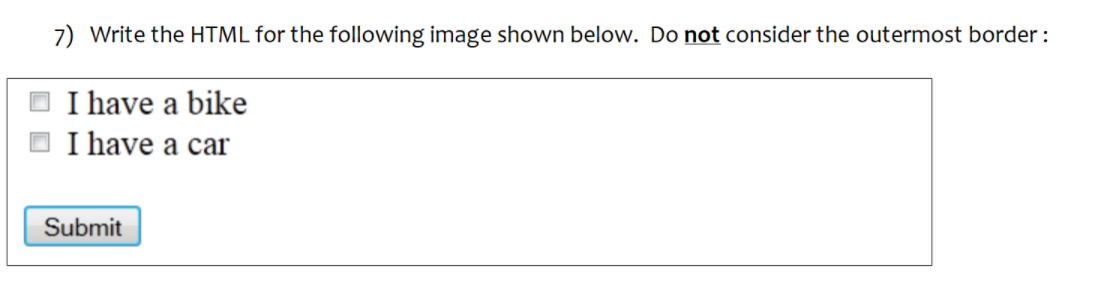 7) Write the HTML for the following image shown below. Do not consider the outermost border :
I have a bike
I have a car
Submit